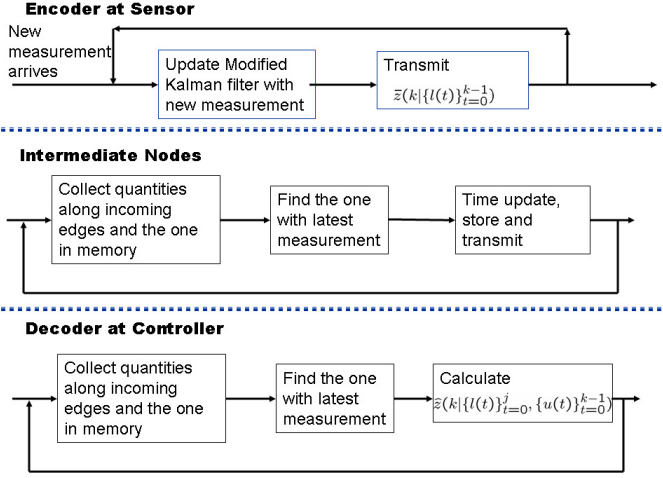 Encoder at Sensor
New
measurement
arrives
Update Modified
Kalman filter with
new measurement
Transmit
z̄(k|{l(t)}_{t=0}^{k−1})
Intermediate Nodes
Collect quantities
along incoming
edges and the one
in memory
Find the one
with latest
measurement
Time update,
store and
transmit
Decoder at Controller
Collect quantities
along incoming
edges and the one
in memory
Find the one
with latest
measurement
Calculate
z̄(k|{l(t)}_{t=0}^{j}, {u(t)}_{t=0}^{k−1})